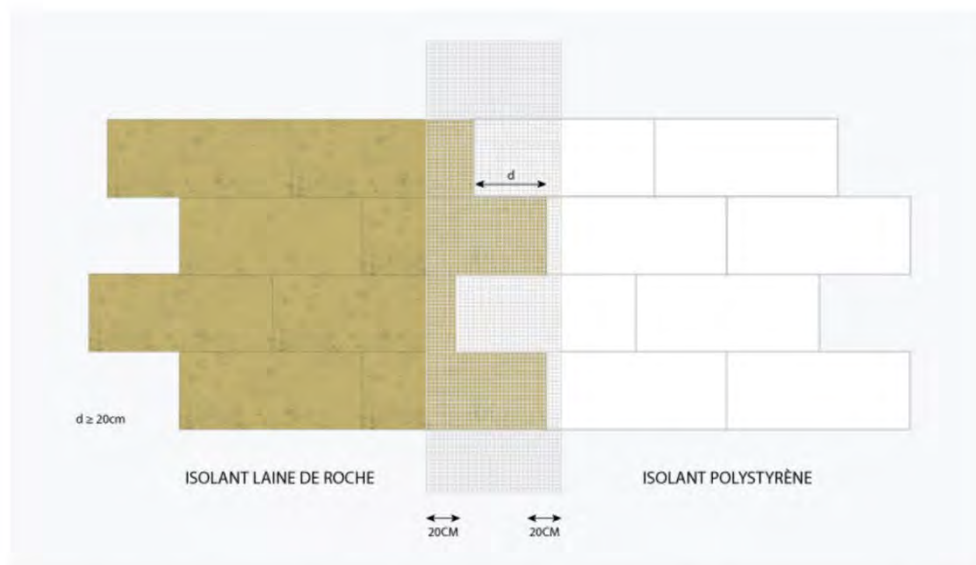 d
d ≥ 20cm
ISOLANT LAINE DE ROCHE
ISOLANT POLYSTYRÈNE
20CM
20CM